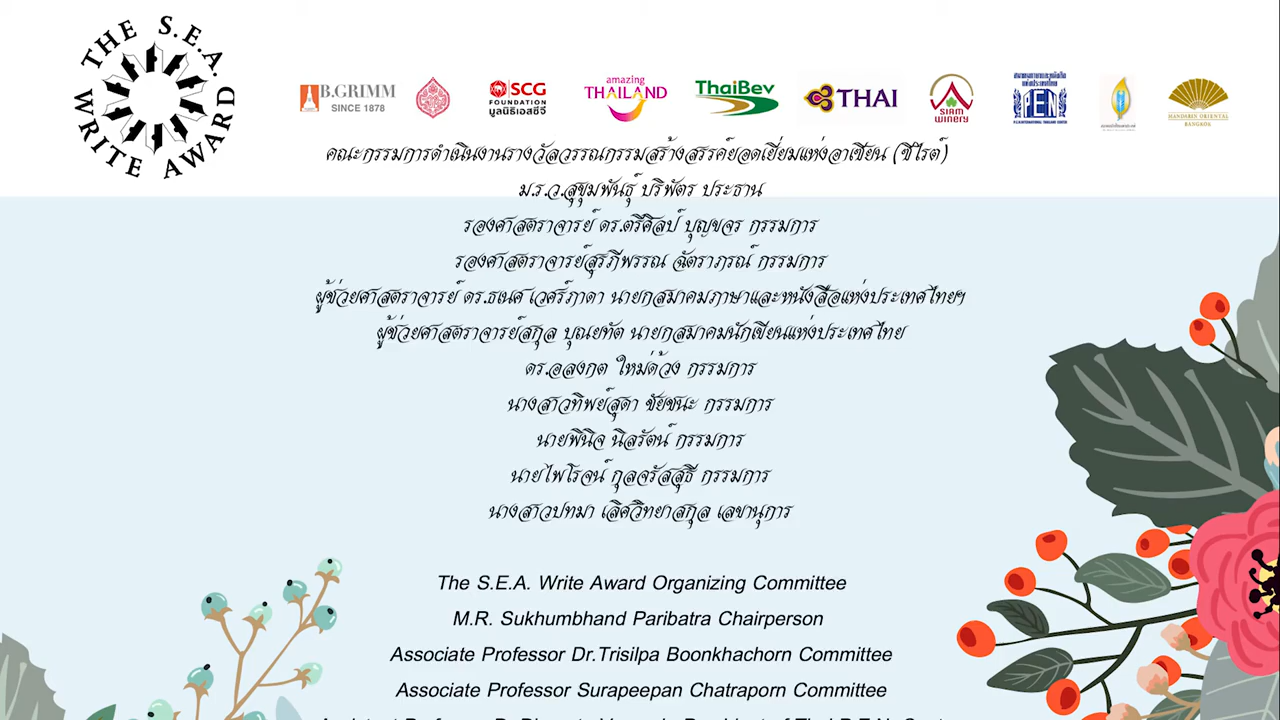 THE S.E.A. WRITE AWARD
B.GRIMM
SINCE 1878
SCG
FOUNDATION
มูลนิธิเอสซีจี
amazing
THAILAND
ThaiBev
THAI
SIAM
WINERY
PEN
MANDARIN ORIENTAL
BANGKOK
คณะกรรมการดำเนินงานรางวัลวรรณกรรมสร้างสรรค์ยอดเยี่ยมแห่งอาเซียน (ซีไรต์)
ม.ร.ว.สุขุมพันธุ์ บริพัตร ประธาน
รองศาสตราจารย์ ดร.ตรีศิลป์ บุญขจร กรรมการ
รองศาสตราจารย์สุรภีพรรณ ฉัตราภรณ์ กรรมการ
ผู้ช่วยศาสตราจารย์ ดร.ธเนศ เวศร์ภาดา นายกสมาคมภาษาและหนังสือแห่งประเทศไทยฯ
ผู้ช่วยศาสตราจารย์สกุล บุณยทัต นายกสมาคมนักเขียนแห่งประเทศไทย
ดร.อลงกต ใหม่ด้วง กรรมการ
นางสาวทิพย์สุดา ชัยชนะ กรรมการ
นายพินิจ นิลรัตน์ กรรมการ
นายไพโรจน์ กุลจรัสสุธี กรรมการ
นางสาวปทมา เลิศวิทยาสกุล เลขานุการ
The S.E.A. Write Award Organizing Committee
M.R. Sukhumbhand Paribatra Chairperson
Associate Professor Dr.Trisilpa Boonkhachorn Committee
Associate Professor Surapeepan Chatraporn Committee